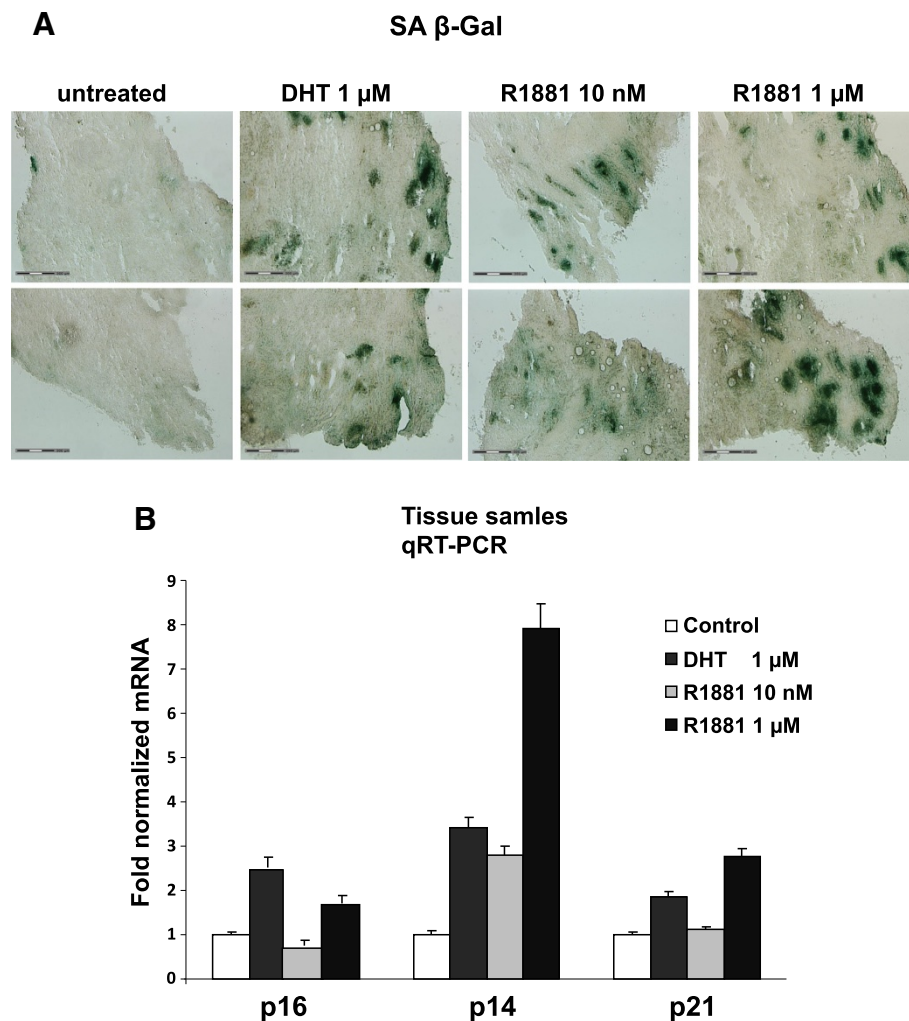 A
SA β-Gal
untreated
DHT 1 µM
R1881 10 nM
R1881 1 µM
B
Tissue samles
qRT-PCR
Fold normalized mRNA
9
8
7
6
5
4
3
2
1
0
Control
DHT 1 µM
R1881 10 nM
R1881 1 µM
p16
p14
p21